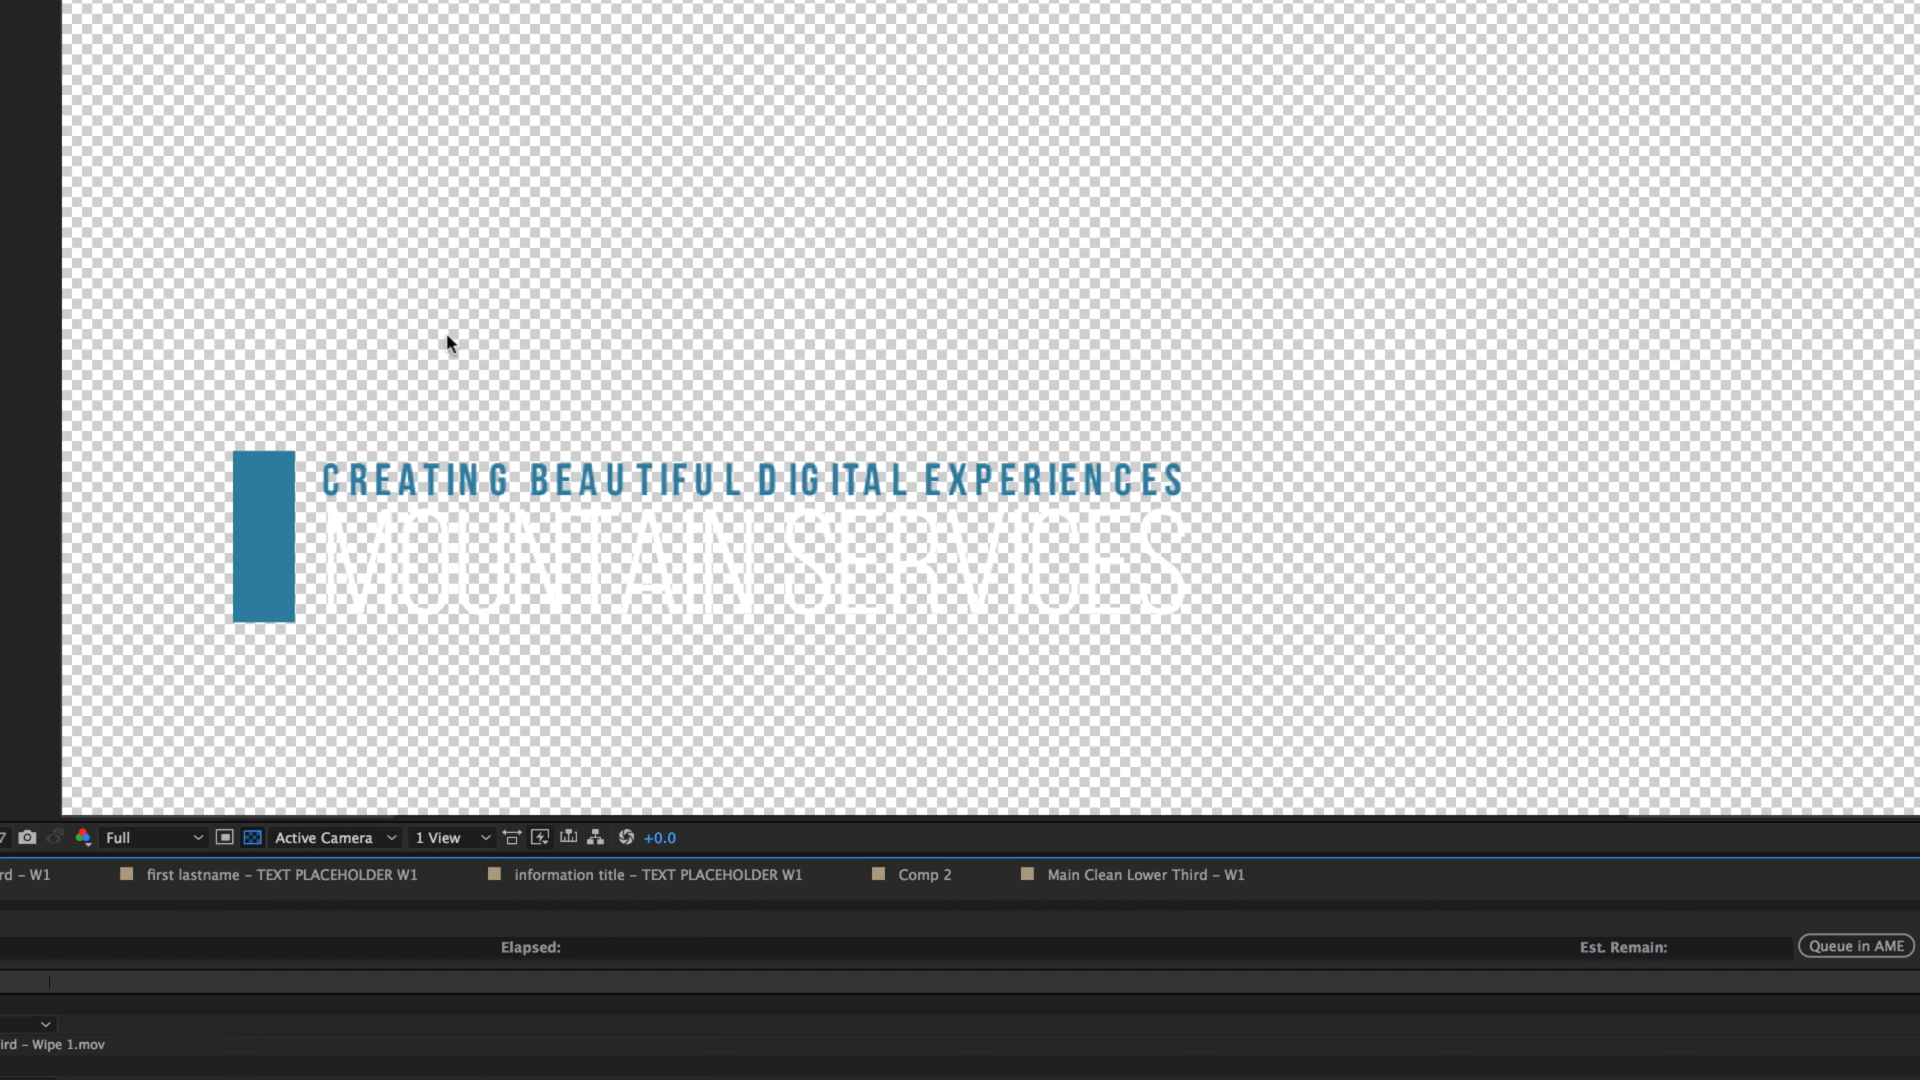 CREATING BEAUTIFUL DIGITAL EXPERIENCES
MOUNTAIN SERVICES
7 Full Active Camera 1 View +0.0
rd - W1 first lastname - TEXT PLACEHOLDER W1 information title - TEXT PLACEHOLDER W1 Comp 2 Main Clean Lower Third - W1
Elapsed: Est. Remain: Queue in AME
ird - Wipe 1.mov